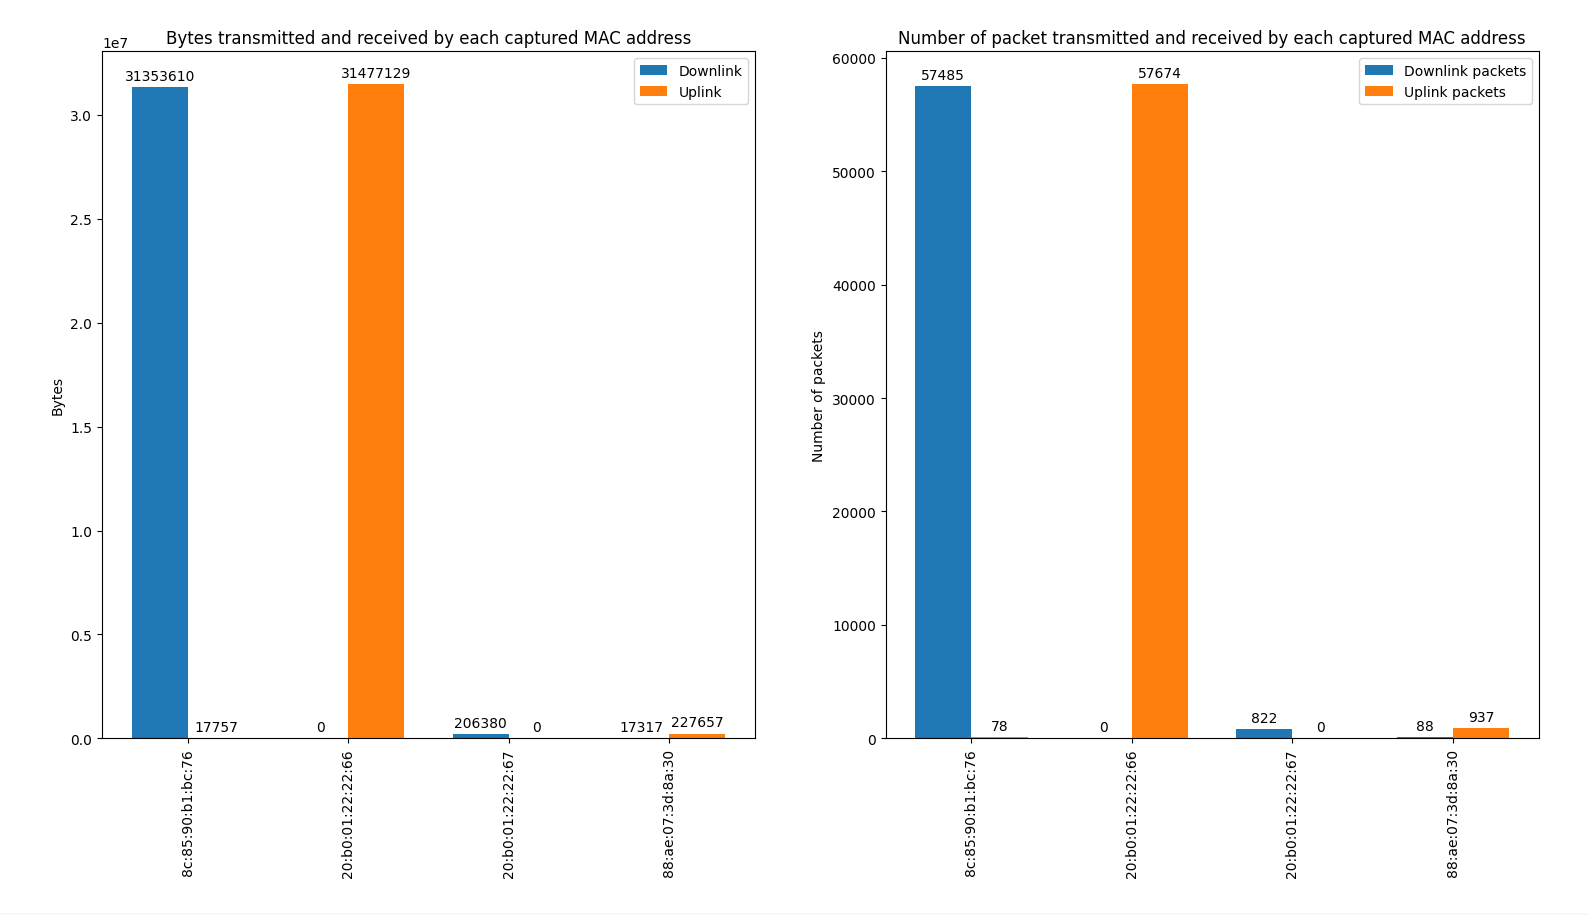 Bytes transmitted and received by each captured MAC address
1e7
31353610
31477129
Downlink
Uplink
3.0
2.5
2.0
1.5
1.0
0.5
0.0
Bytes
17757
0
206380
0
17317
227657
8c:85:90:b1:bc:76
20:b0:01:22:22:66
20:b0:01:22:22:67
88:ae:07:3d:8a:30
Number of packet transmitted and received by each captured MAC address
60000
57485
57674
Downlink packets
Uplink packets
50000
40000
30000
20000
10000
0
Number of packets
78
0
822
0
88
937
8c:85:90:b1:bc:76
20:b0:01:22:22:66
20:b0:01:22:22:67
88:ae:07:3d:8a:30